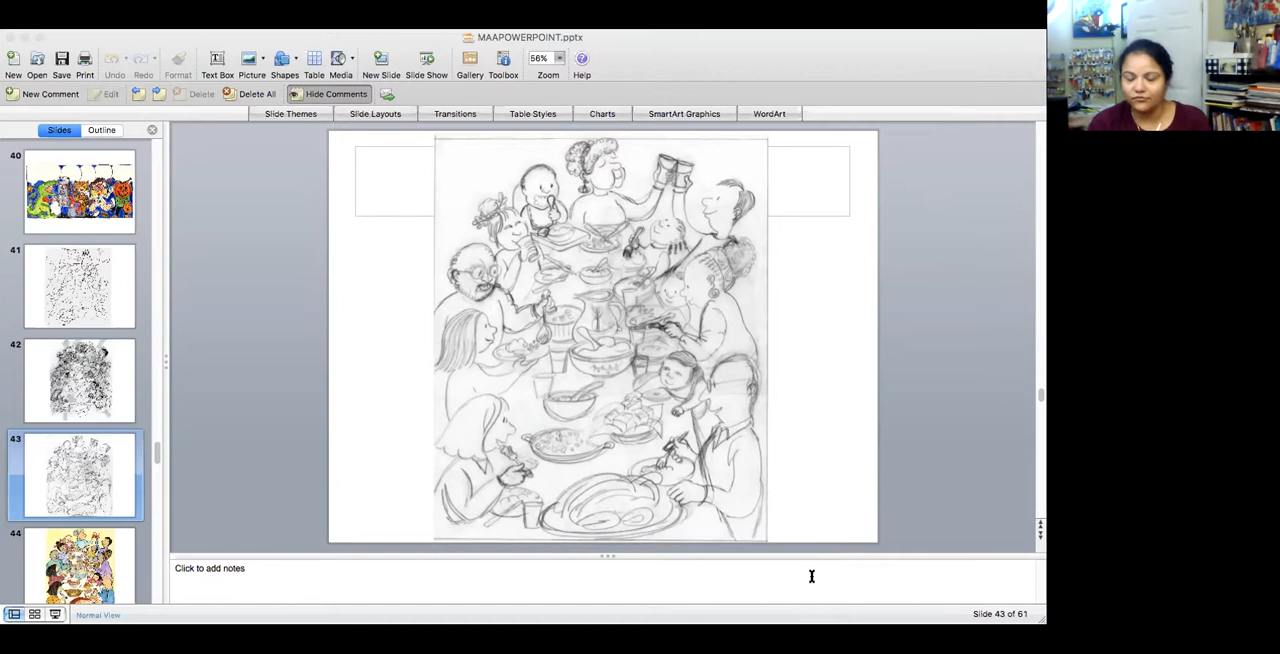 MAAPOWERPOINT.pptx
New Open Save Print Undo Redo Format Text Box Picture Shapes Table Media New Slide Slide Show Gallery Toolbox 56% Zoom Help
New Comment Edit Delete Delete All Hide Comments
Slide Themes Slide Layouts Transitions Table Styles Charts SmartArt Graphics WordArt
Slides Outline
40
41
42
43
44
Click to add notes
Normal View Slide 43 of 61